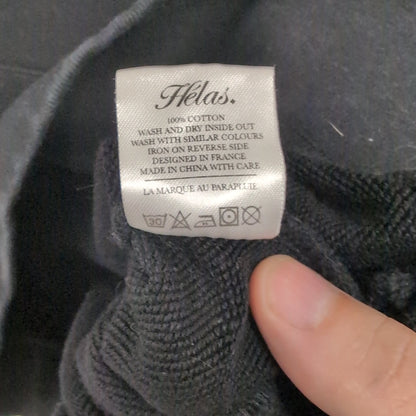 Hélas.
100% COTTON
WASH AND DRY INSIDE OUT
WASH WITH SIMILAR COLOURS
IRON ON REVERSE SIDE
DESIGNED IN FRANCE
MADE IN CHINA WITH CARE
LA MARQUE AU PARAPLUIE
30